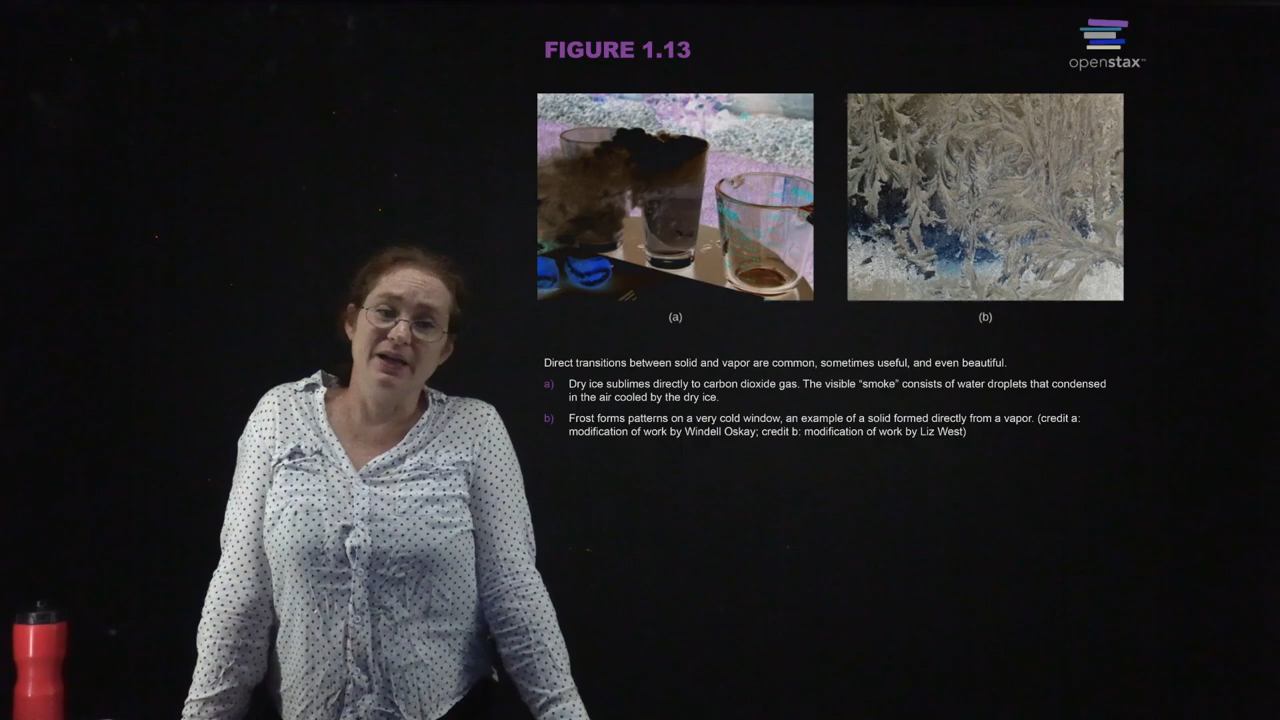 FIGURE 1.13
openstax™
(a)
(b)
Direct transitions between solid and vapor are common, sometimes useful, and even beautiful.
a) Dry ice sublimes directly to carbon dioxide gas. The visible “smoke” consists of water droplets that condensed
in the air cooled by the dry ice.
b) Frost forms patterns on a very cold window, an example of a solid formed directly from a vapor. (credit a:
modification of work by Windell Oskay; credit b: modification of work by Liz West)